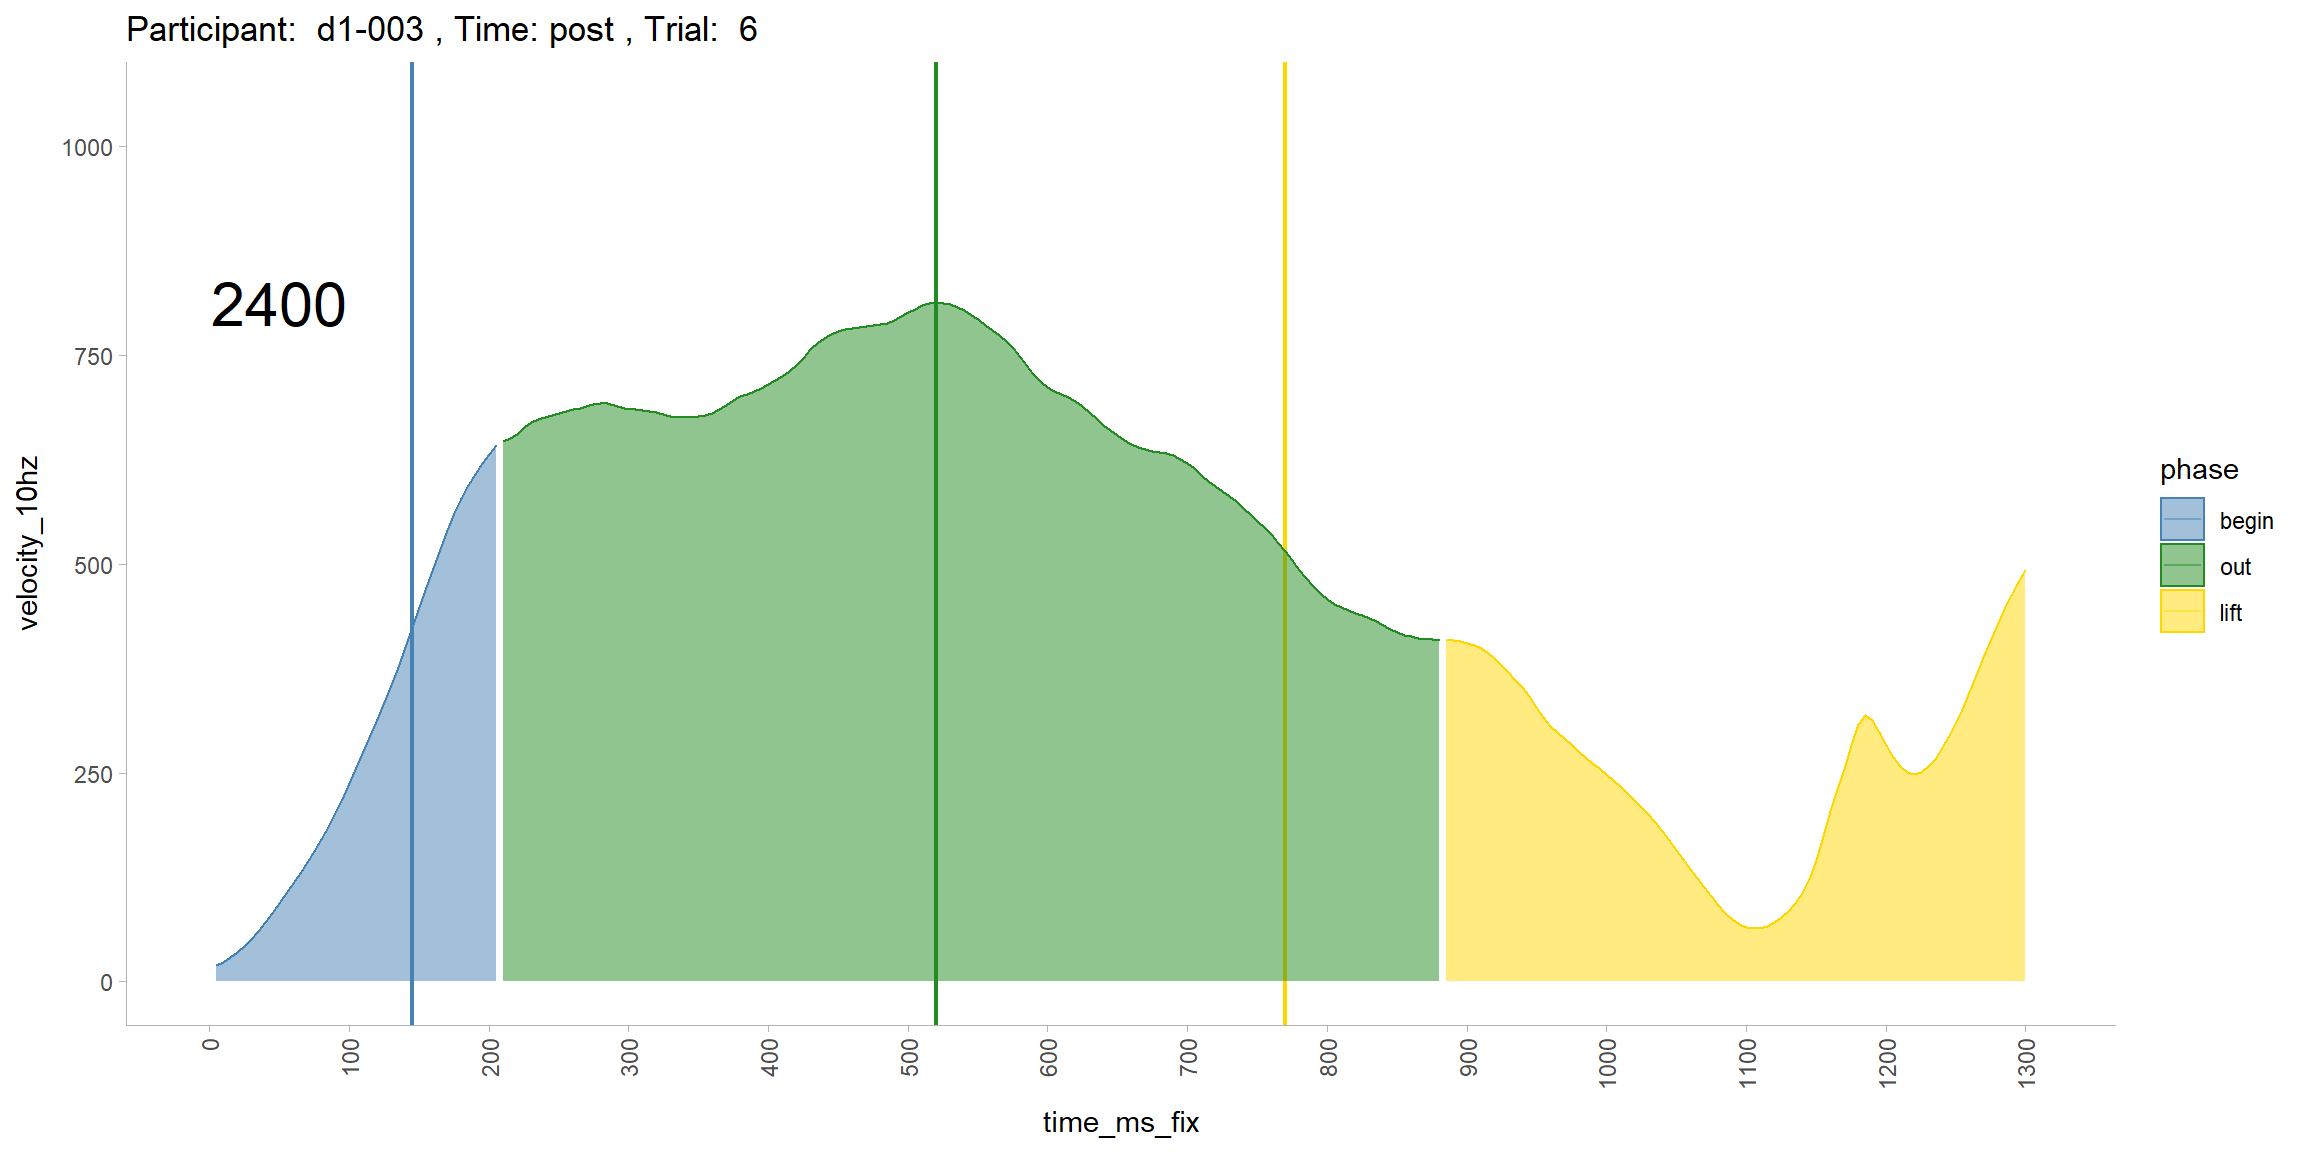 Participant:  d1-003 , Time: post , Trial:  6
1000
750
500
250
0
velocity_10hz
2400
0 100 200 300 400 500 600 700 800 900 1000 1100 1200 1300
time_ms_fix
phase
begin
out
lift